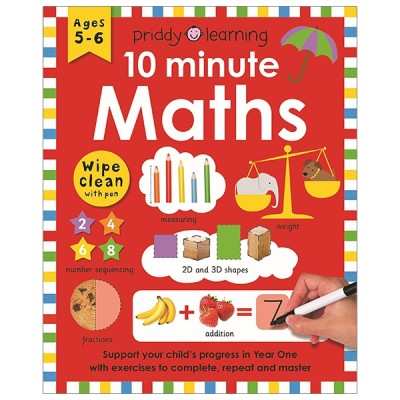 Ages
5-6
priddy learning
10 minute
Maths
Wipe
clean
with pen
measuring
weight
2 4
6 8
number sequencing
2D and 3D shapes
fractions
+ = 7
addition
Support your child's progress in Year One
with exercises to complete, repeat and master